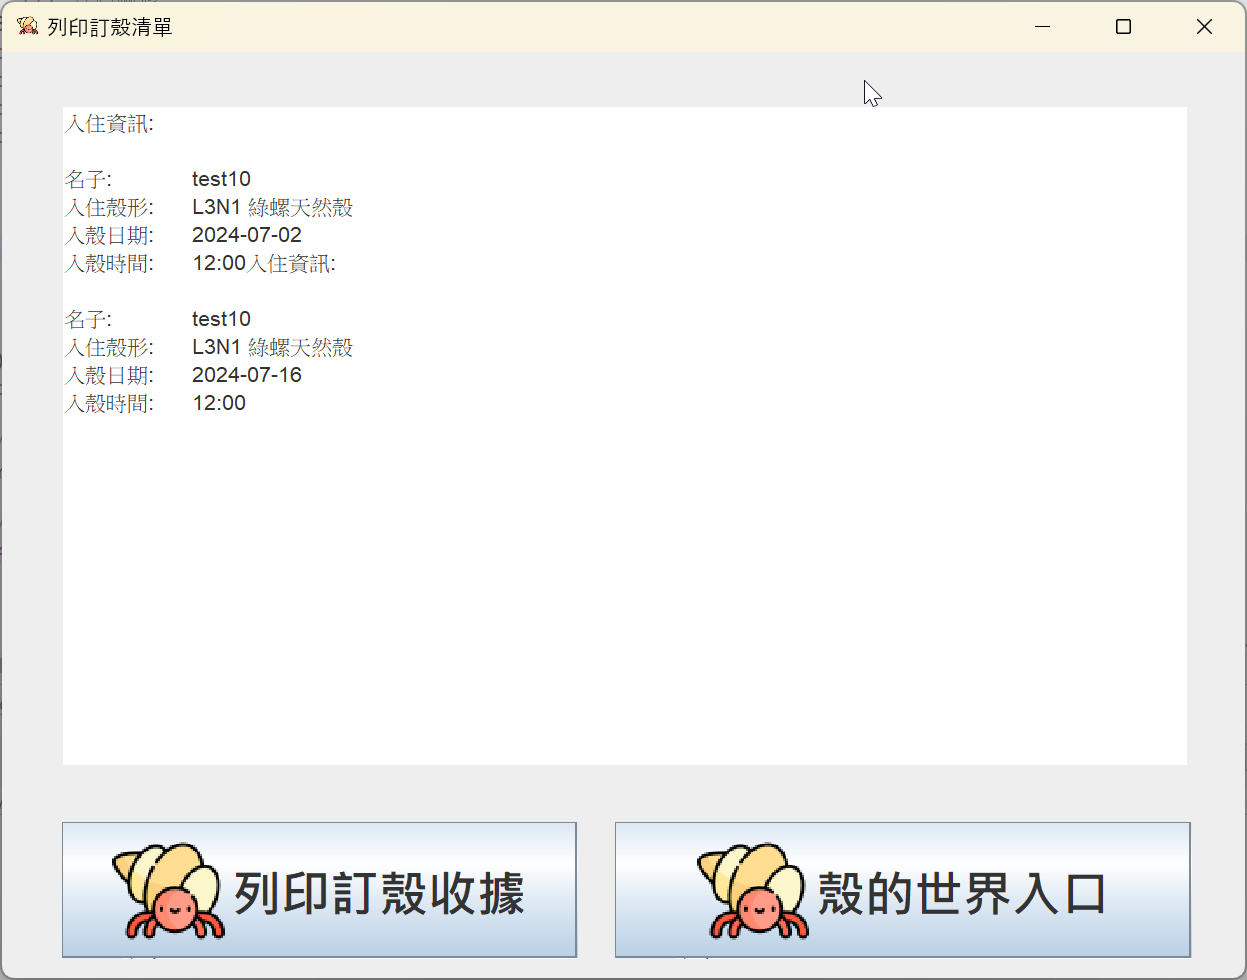 列印訂殼清單
入住資訊:
名子: test10
入住殼形: L3N1 綠螺天然殼
入殼日期: 2024-07-02
入殼時間: 12:00入住資訊:
名子: test10
入住殼形: L3N1 綠螺天然殼
入殼日期: 2024-07-16
入殼時間: 12:00
列印訂殼收據
殼的世界入口